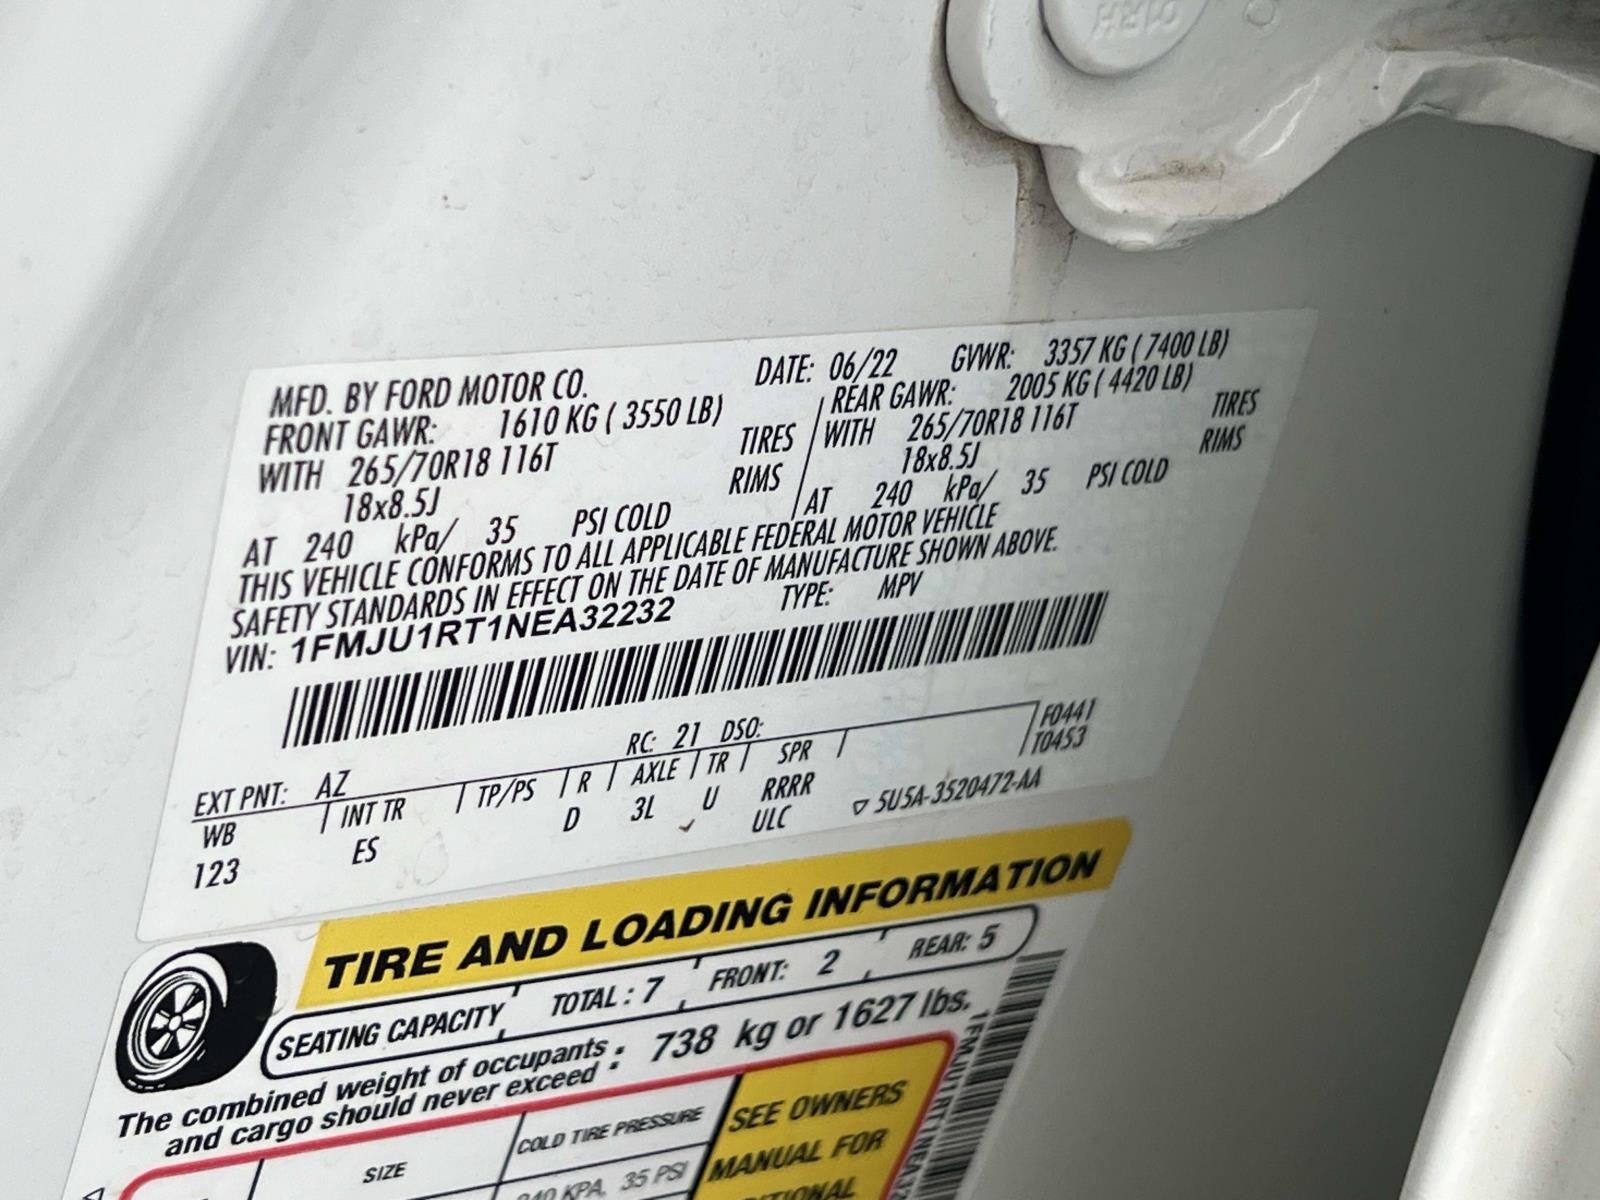 MFD. BY FORD MOTOR CO.
DATE: 06/22 GVWR: 3357 KG ( 7400 LB)
FRONT GAWR: 1610 KG ( 3550 LB)
REAR GAWR: 2005 KG ( 4420 LB)
WITH 265/70R18 116T TIRES
WITH 265/70R18 116T TIRES
18x8.5J RIMS
18x8.5J RIMS
AT 240 kPa/ 35 PSI COLD
AT 240 kPa/ 35 PSI COLD
THIS VEHICLE CONFORMS TO ALL APPLICABLE FEDERAL MOTOR VEHICLE
SAFETY STANDARDS IN EFFECT ON THE DATE OF MANUFACTURE SHOWN ABOVE.
VIN: 1FMJU1RT1NEA32232 TYPE: MPV
F0441
T0453
RC: 21 DSO:
EXT PNT: AZ
WB INT TR TP/PS R AXLE TR SPR
123 ES D 3L U RRRR
ULC
5U5A-3520472-AA
TIRE AND LOADING INFORMATION
SEATING CAPACITY TOTAL : 7 FRONT: 2 REAR: 5
The combined weight of occupants
and cargo should never exceed : 738 kg or 1627 lbs.
SIZE COLD TIRE PRESSURE
SEE OWNERS
MANUAL FOR
35 PSI